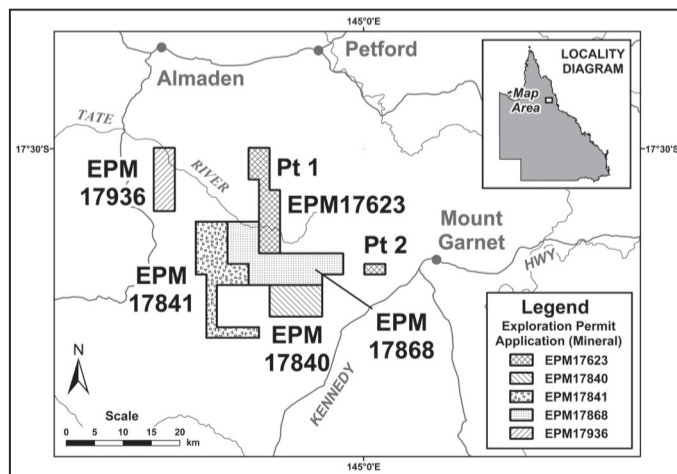 145°0'E
Petford
Almaden
LOCALITY
DIAGRAM
Map
Area
TATE
RIVER
17°30'S
17°30'S
EPM
17936
Pt 1
EPM17623
Mount
Garnet
Pt 2
HWY
EPM
17841
EPM
17840
EPM
17868
KENNEDY
N
Scale
0 5 10 15 20
km
Legend
Exploration Permit
Application (Mineral)
EPM17623
EPM17840
EPM17841
EPM17868
EPM17936
145°0'E